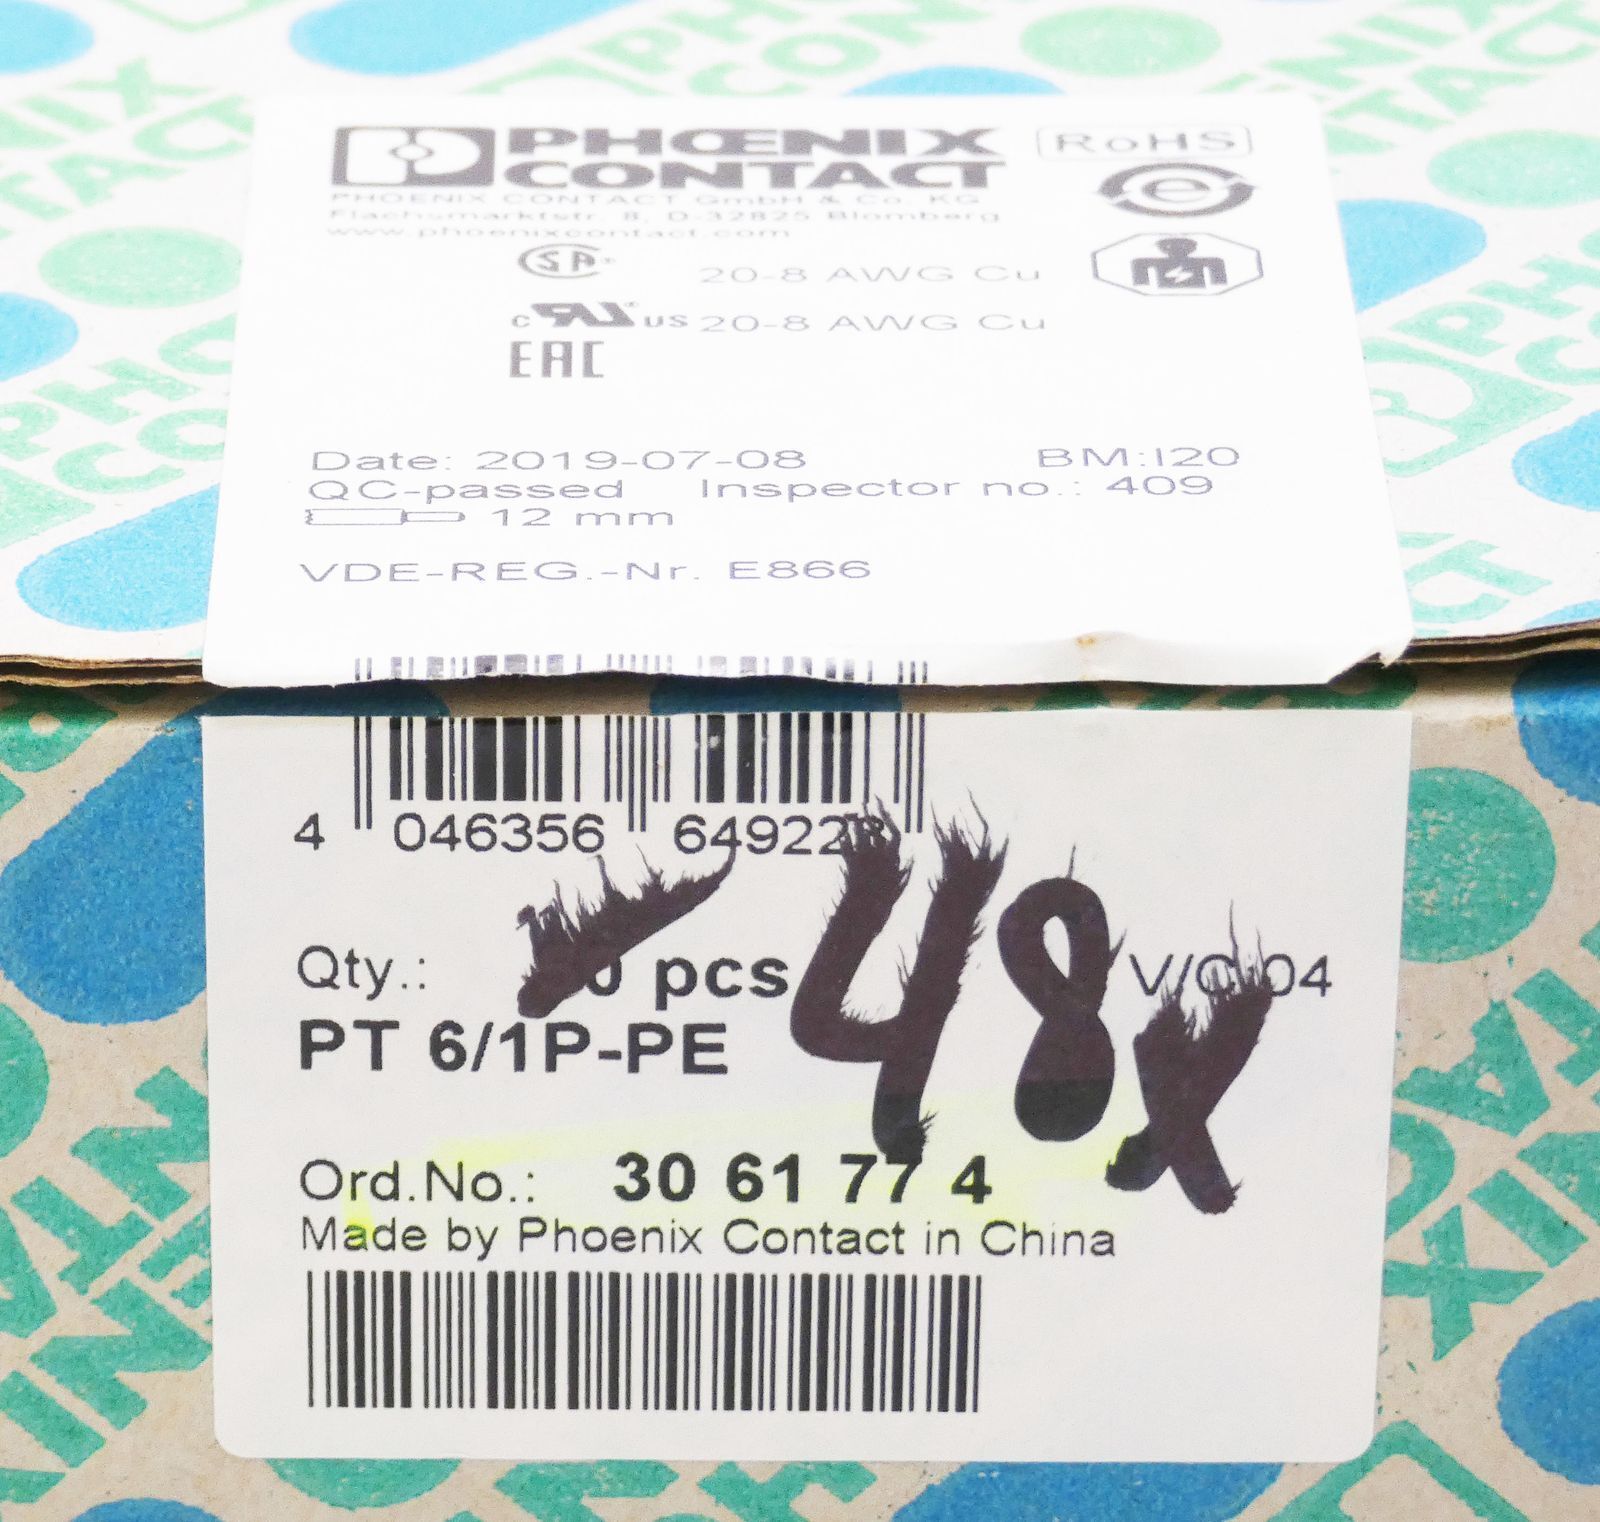 PHŒNIX
CONTACT
RoHS
e
PHOENIX CONTACT GmbH & Co. KG
Flachsmarktstr. 8, D-32825 Blomberg
www.phoenixcontact.com
20-8 AWG Cu
US 20-8 AWG Cu
EAC
Date: 2019-07-08 BM:I20
QC-passed Inspector no.: 409
12 mm
VDE-REG.-Nr. E866
4 046356 649223
Qty.: pcs 48x
PT 6/1P-PE
Ord.No.: 30 61 77 4
Made by Phoenix Contact in China